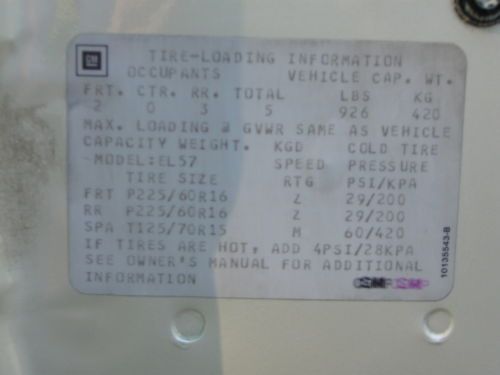 GM
TIRE-LOADING INFORMATION
OCCUPANTS VEHICLE CAP. WT.
FRT. CTR. RR. TOTAL LBS KG
2 0 3 5 926 420
MAX. LOADING @ GVWR SAME AS VEHICLE
CAPACITY WEIGHT. KGD COLD TIRE
-MODEL:EL57 SPEED PRESSURE
TIRE SIZE RTG PSI/KPA
FRT P225/60R16 Z 29/200
RR P225/60R16 Z 29/200
SPA T125/70R15 M 60/420
IF TIRES ARE HOT, ADD 4PSI/28KPA
SEE OWNER'S MANUAL FOR ADDITIONAL
INFORMATION
10135543-B